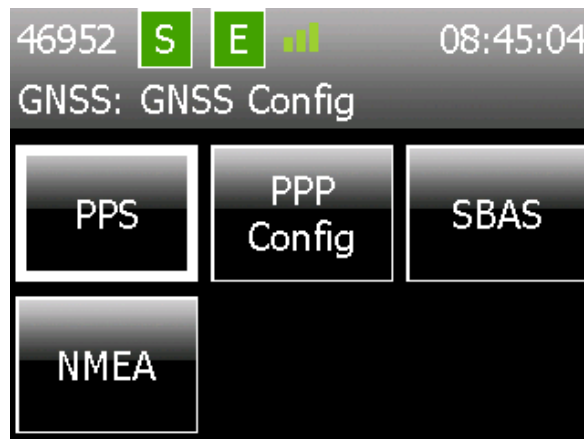 46952 S E 08:45:04
GNSS: GNSS Config
PPS
PPP
Config
SBAS
NMEA